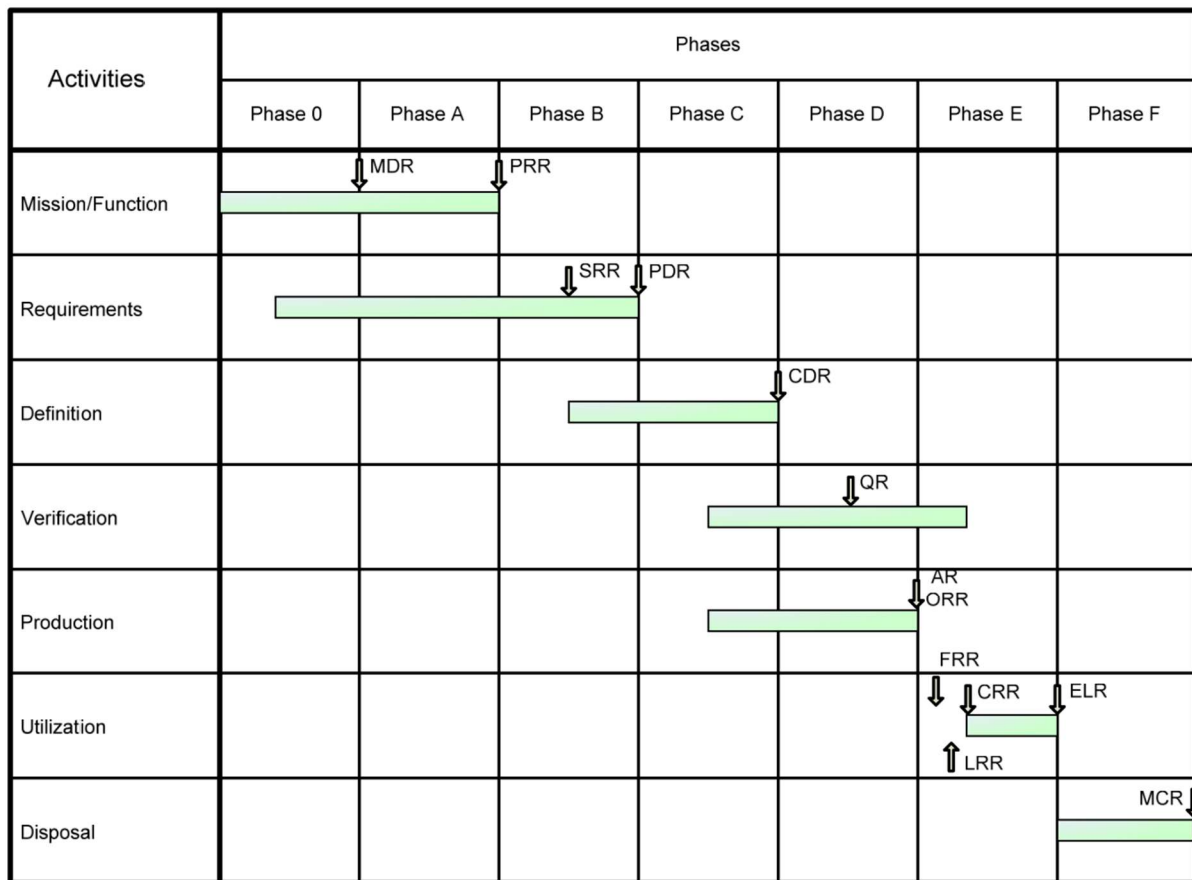 Activities
Phases
Phase 0
Phase A
Phase B
Phase C
Phase D
Phase E
Phase F
MDR
PRR
Mission/Function
SRR
PDR
Requirements
CDR
Definition
QR
Verification
AR
ORR
Production
FRR
CRR
ELR
Utilization
LRR
MCR
Disposal